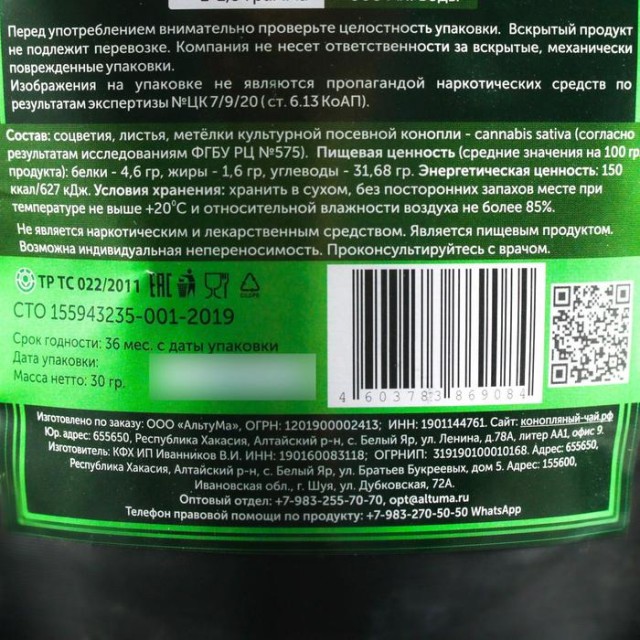 Перед употреблением внимательно проверьте целостность упаковки. Вскрытый продукт
не подлежит перевозке. Компания не несет ответственности за вскрытые, механически
поврежденные упаковки.
Изображения на упаковке не являются пропагандой наркотических средств по
результатам экспертизы №ЦК 7/9/20 ( ст. 6.13 КоАП).
Состав: соцветия, листья, метёлки культурной посевной конопли - cannabis sativa (согласно
результатам исследованиям ФГБУ РЦ №575). Пищевая ценность (средние значения на 100 гр
продукта): белки - 4,6 гр, жиры - 1,6 гр, углеводы - 31,68 гр. Энергетическая ценность: 150
ккал/627 кДж. Условия хранения: хранить в сухом, без посторонних запахов месте при
температуре не выше +20°С и относительной влажности воздуха не более 85%.
Не является наркотическим и лекарственным средством. Является пищевым продуктом.
Возможна индивидуальная непереносимость. Проконсультируйтесь с врачом.
ТР ТС 022/2011 ЕАС
СТО 155943235-001-2019
Срок годности: 36 мес. с даты упаковки
Дата упаковки:
Масса нетто: 30 гр.
4 603783 869084
Изготовлено по заказу: ООО «АльтуМа», ОГРН: 1201900002413; ИНН: 1901144761. Сайт: конопляный-чай.рф
Юр. адрес: 655650, Республика Хакасия, Алтайский р-н, с. Белый Яр, ул. Ленина, д.78А, литер АА1, офис 9.
Изготовитель: КФХ ИП Иванников В.И. ИНН: 190160083118; ОГРНИП: 319190100010168. Адрес: 655650,
Республика Хакасия, Алтайский р-н, с. Белый Яр, ул. Братьев Букреевых, дом 5. Адрес: 155600,
Ивановская обл., г. Шуя, ул. Дубковская, 72А.
Оптовый отдел: +7-983-255-70-70, opt@altuma.ru
Телефон правовой помощи по продукту: +7-983-270-50-50 WhatsApp